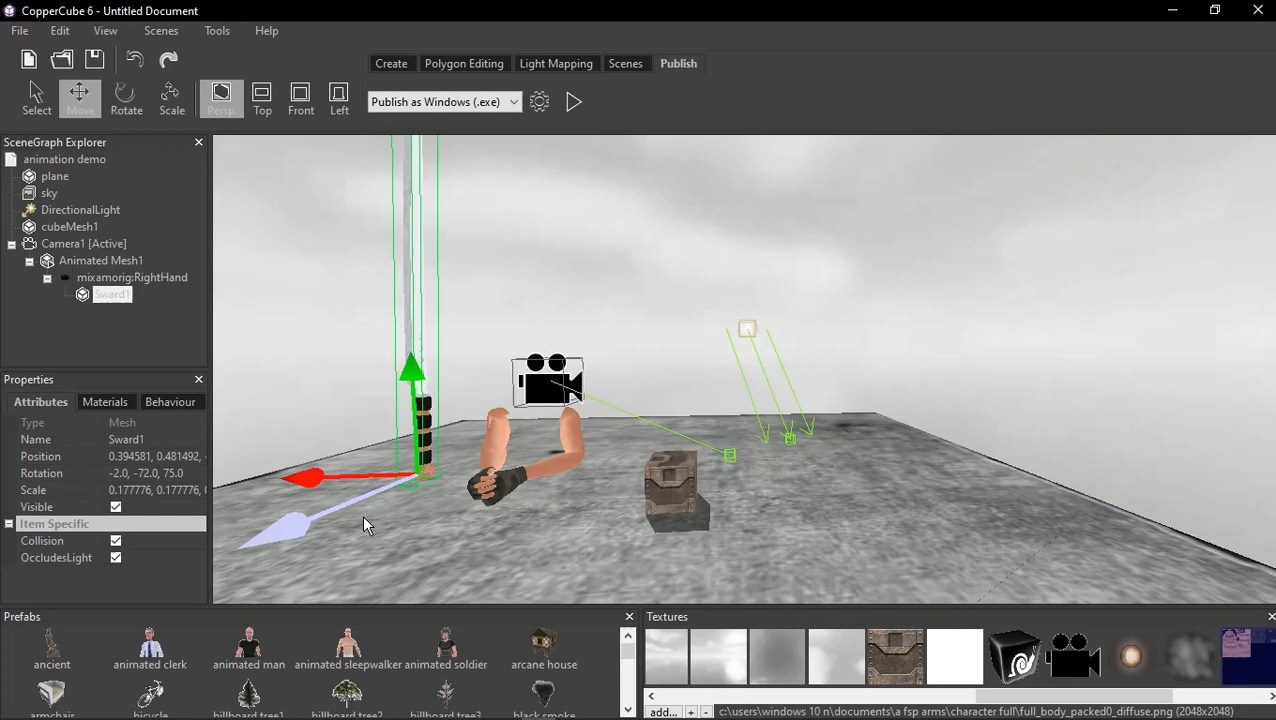 CopperCube 6 - Untitled Document
File Edit View Scenes Tools Help
Create Polygon Editing Light Mapping Scenes Publish
Select Move Rotate Scale Persp. Top Front Left
Publish as Windows (.exe)
SceneGraph Explorer
animation demo
plane
sky
DirectionalLight
cubeMesh1
Camera1 [Active]
Animated Mesh1
mixamorig:RightHand
Sward1
Properties
Attributes Materials Behaviour
Type Mesh
Name Sward1
Position 0.394581, 0.481492, -
Rotation -2.0, -72.0, 75.0
Scale 0.177776, 0.177776, 0
Visible
Item Specific
Collision
OccludesLight
Prefabs
ancient animated clerk animated man animated sleepwalker animated soldier arcane house
armchair bicycle billboard tree1 billboard tree2 billboard tree3 black smoke
Textures
add... + - c:\users\windows 10 n\documents\a fsp arms\character full\full_body_packed0_diffuse.png (2048x2048)